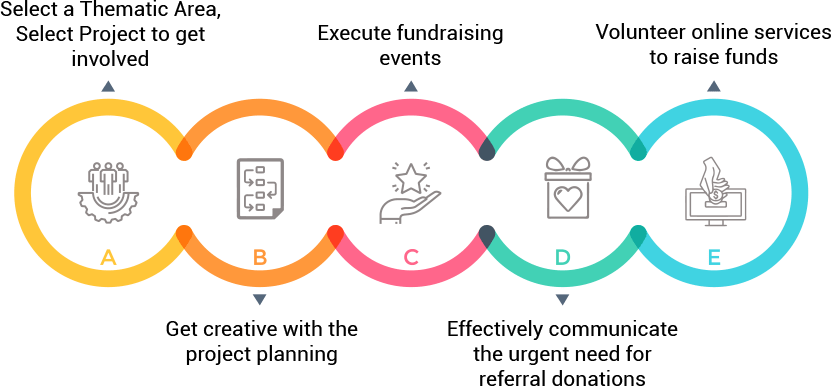 Select a Thematic Area,
Select Project to get
involved
Execute fundraising
events
Volunteer online services
to raise funds
A
B
C
D
E
$
Get creative with the
project planning
Effectively communicate
the urgent need for
referral donations